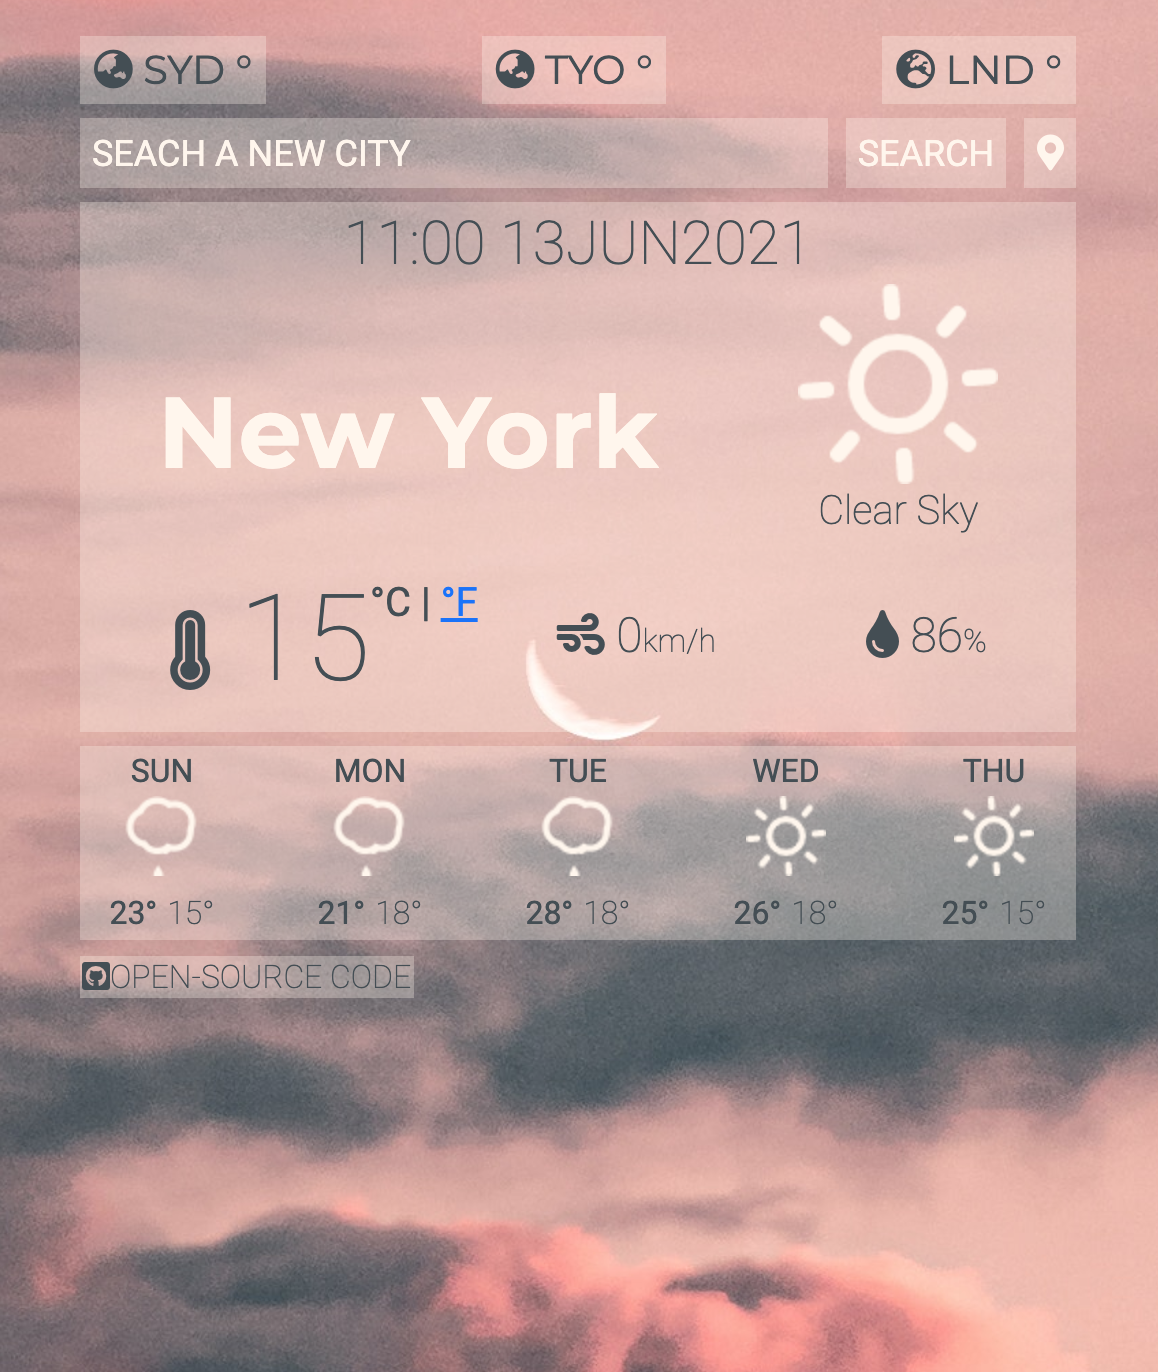 SYD ° TYO ° LND °
SEACH A NEW CITY SEARCH
11:00 13JUN2021
New York
Clear Sky
15 °C | °F 0km/h 86%
SUN MON TUE WED THU
23° 15° 21° 18° 28° 18° 26° 18° 25° 15°
OPEN-SOURCE CODE